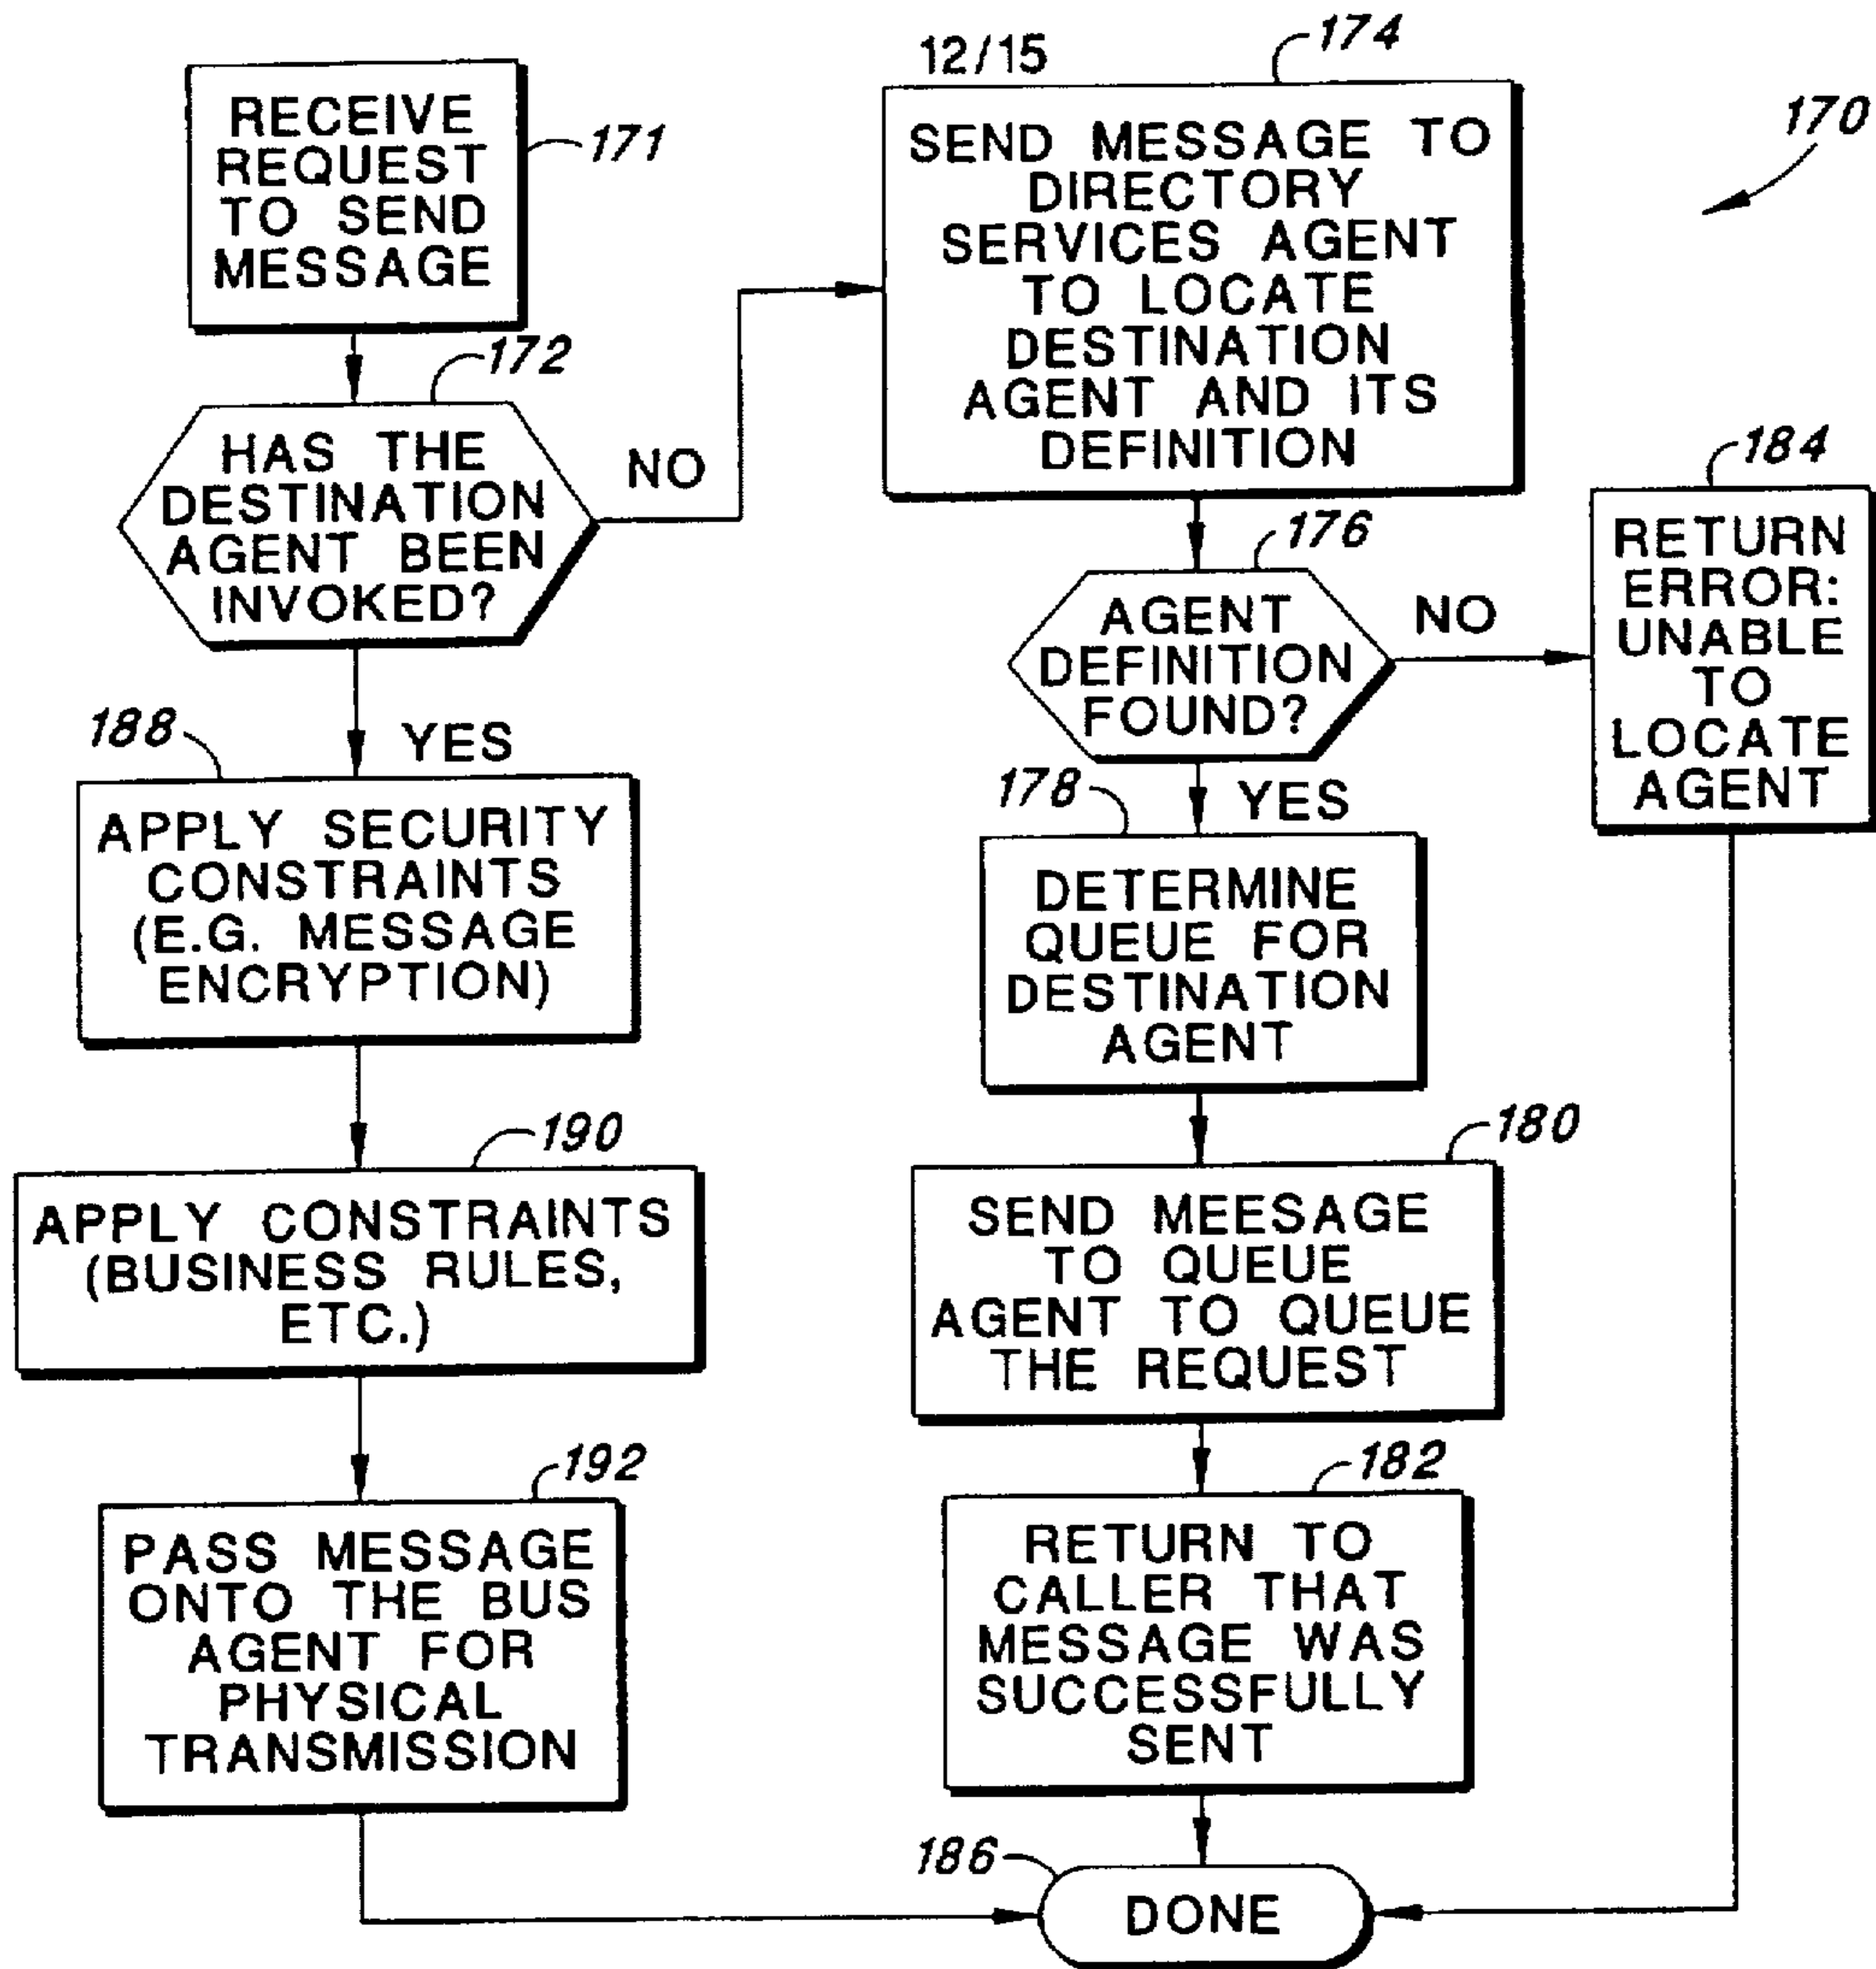 12/15
170
RECEIVE
REQUEST
TO SEND
MESSAGE
171
172
HAS THE
DESTINATION
AGENT BEEN
INVOKED?
NO
YES
174
SEND MESSAGE TO
DIRECTORY
SERVICES AGENT
TO LOCATE
DESTINATION
AGENT AND ITS
DEFINITION
176
AGENT
DEFINITION
FOUND?
NO
YES
184
RETURN
ERROR:
UNABLE
TO
LOCATE
AGENT
188
APPLY SECURITY
CONSTRAINTS
(E.G. MESSAGE
ENCRYPTION)
190
APPLY CONSTRAINTS
(BUSINESS RULES,
ETC.)
192
PASS MESSAGE
ONTO THE BUS
AGENT FOR
PHYSICAL
TRANSMISSION
178
DETERMINE
QUEUE FOR
DESTINATION
AGENT
180
SEND MEESAGE
TO QUEUE
AGENT TO QUEUE
THE REQUEST
182
RETURN TO
CALLER THAT
MESSAGE WAS
SUCCESSFULLY
SENT
186
DONE